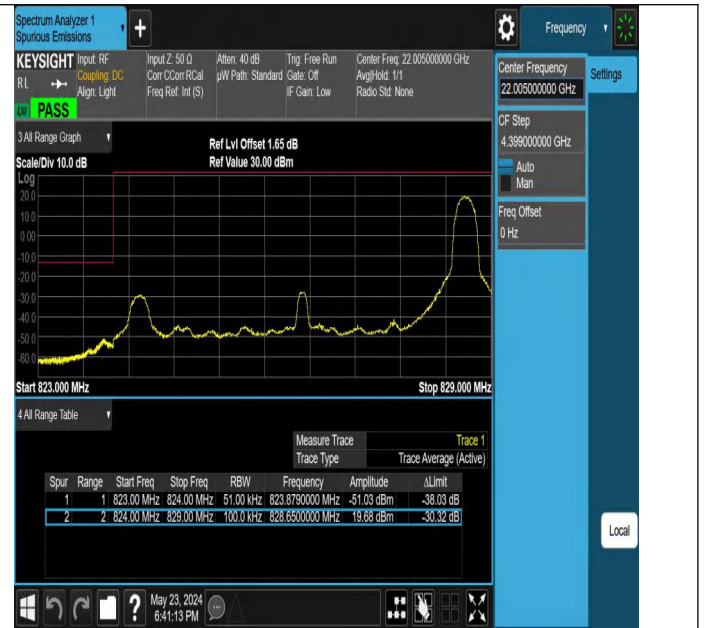 Spectrum Analyzer 1
Spurious Emissions
Frequency
KEYSIGHT
RL
PASS
Input: RF
Coupling: DC
Align: Light
Input Z: 50 Ω
Corr CCorr RCal
Freq Ref: Int (S)
Atten: 40 dB
µW Path: Standard
Trig: Free Run
Gate: Off
IF Gain: Low
Center Freq: 22.005000000 GHz
Avg|Hold: 1/1
Radio Std: None
3 All Range Graph
Scale/Div 10.0 dB
Ref Lvl Offset 1.65 dB
Ref Value 30.00 dBm
Log
20.0
10.0
0.00
-10.0
-20.0
-30.0
-40.0
-50.0
-60.0
Start 823.000 MHz
Stop 829.000 MHz
4 All Range Table
Measure Trace Trace 1
Trace Type Trace Average (Active)
Spur Range Start Freq Stop Freq RBW Frequency Amplitude ΔLimit
1 1 823.00 MHz 824.00 MHz 51.00 kHz 823.8790000 MHz -51.03 dBm -38.03 dB
2 2 824.00 MHz 829.00 MHz 100.0 kHz 828.6500000 MHz 19.68 dBm -30.32 dB
May 23, 2024
6:41:13 PM
Center Frequency
22.005000000 GHz
Settings
CF Step
4.399000000 GHz
Auto
Man
Freq Offset
0 Hz
Local